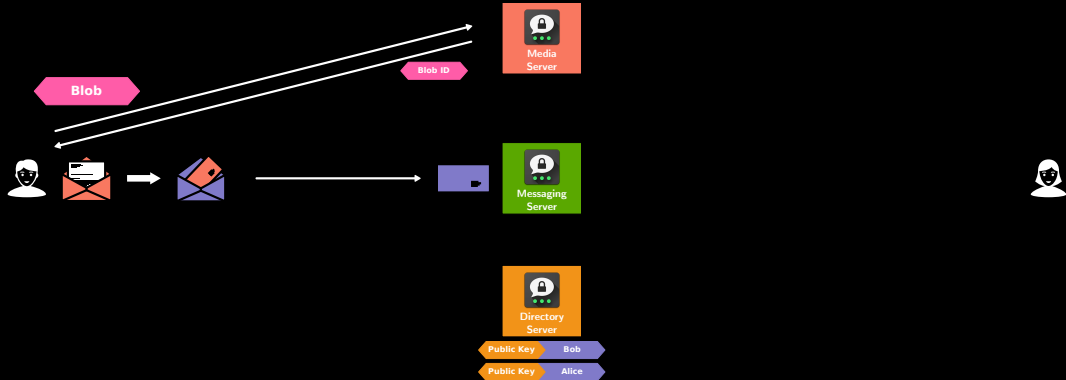 Media
Server
Blob ID
Blob
Messaging
Server
Directory
Server
Public Key Bob
Public Key Alice